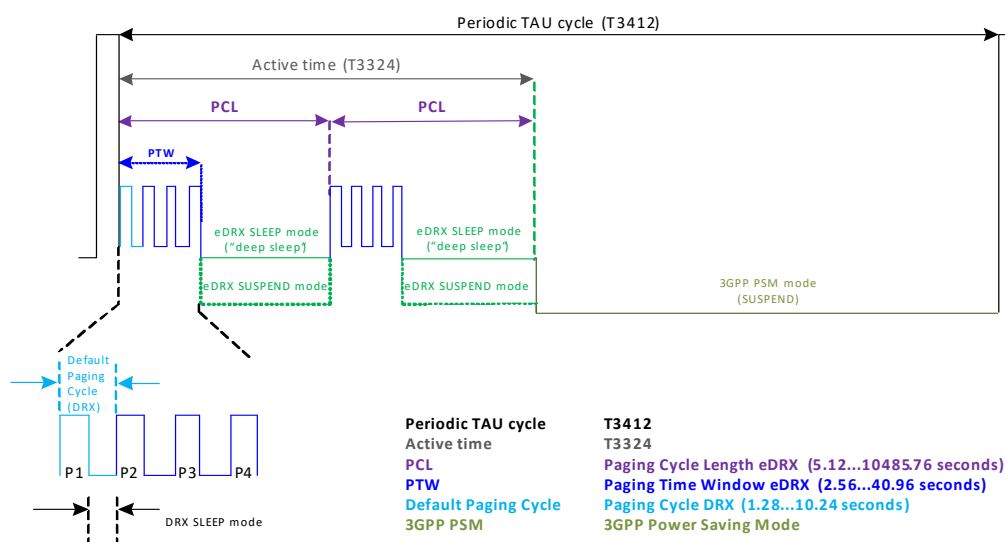 Periodic TAU cycle (T3412)
Active time (T3324)
PCL
PCL
PTW
eDRX SLEEP mode
("deep sleep")
eDRX SLEEP mode
("deep sleep")
eDRX SUSPEND mode
eDRX SUSPEND mode
3GPP PSM mode
(SUSPEND)
Default
Paging
Cycle
(DRX)
P1 P2 P3 P4
DRX SLEEP mode
Periodic TAU cycle T3412
Active time T3324
PCL Paging Cycle Length eDRX (5.12...10485.76 seconds)
PTW Paging Time Window eDRX (2.56...40.96 seconds)
Default Paging Cycle Paging Cycle DRX (1.28...10.24 seconds)
3GPP PSM 3GPP Power Saving Mode